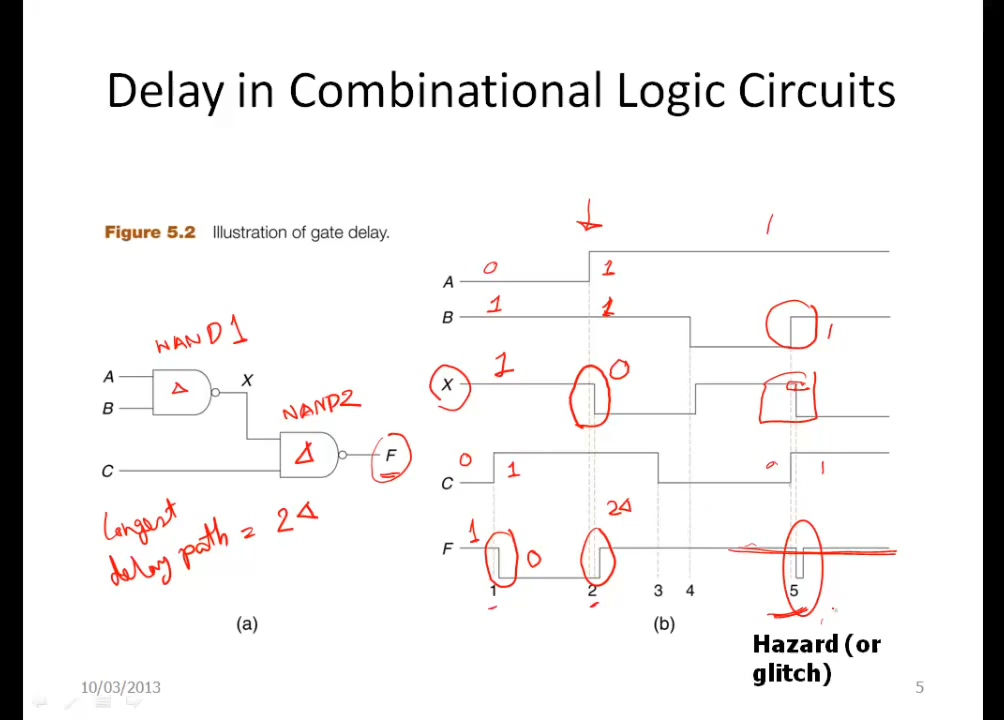 Delay in Combinational Logic Circuits
Figure 5.2 Illustration of gate delay.
NAND1
A
B
Δ
X
NAND2
C
Δ
F
Longest
delay path = 2Δ
(a)
1
A 0 1
B 1 1 1
X 1 0
C 0 1 0 1
2Δ
F 1 0
1 2 3 4 5
(b)
Hazard (or
glitch)
10/03/2013
5